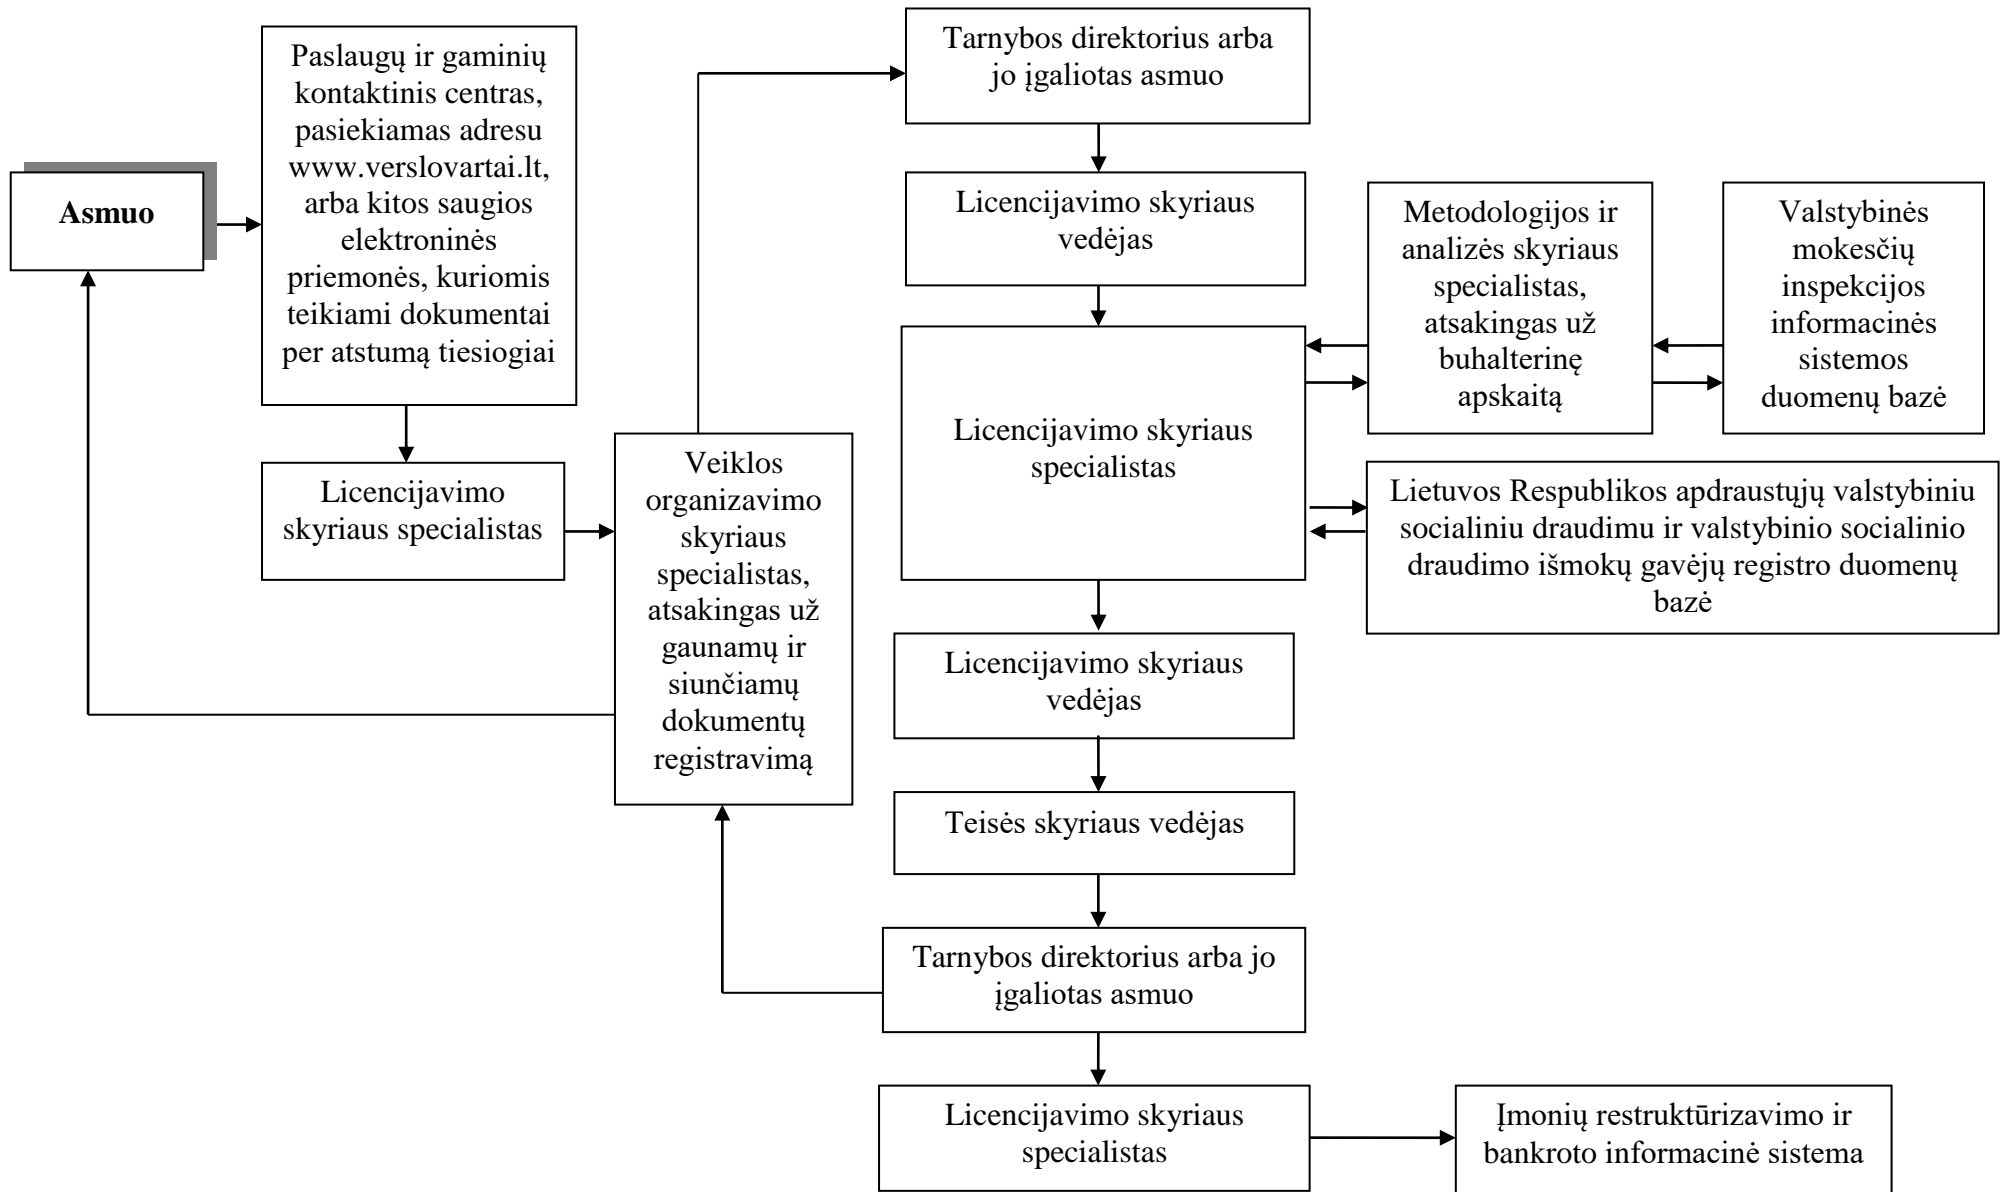 Asmuo
Paslaugų ir gaminių
kontaktinis centras,
pasiekiamas adresu
www.verslovartai.lt,
arba kitos saugios
elektroninės
priemonės, kuriomis
teikiami dokumentai
per atstumą tiesiogiai
Licencijavimo
skyriaus specialistas
Veiklos
organizavimo
skyriaus
specialistas,
atsakingas už
gaunamų ir
siunčiamų
dokumentų
registravimą
Tarnybos direktorius arba
jo įgaliotas asmuo
Licencijavimo skyriaus
vedėjas
Licencijavimo skyriaus
specialistas
Metodologijos ir
analizės skyriaus
specialistas,
atsakingas už
buhalterinę
apskaitą
Valstybinės
mokesčių
inspekcijos
informacinės
sistemos
duomenų bazė
Lietuvos Respublikos apdraustųjų valstybiniu
socialiniu draudimu ir valstybinio socialinio
draudimo išmokų gavėjų registro duomenų
bazė
Licencijavimo skyriaus
vedėjas
Teisės skyriaus vedėjas
Tarnybos direktorius arba jo
įgaliotas asmuo
Licencijavimo skyriaus
specialistas
Įmonių restruktūrizavimo ir
bankroto informacinė sistema